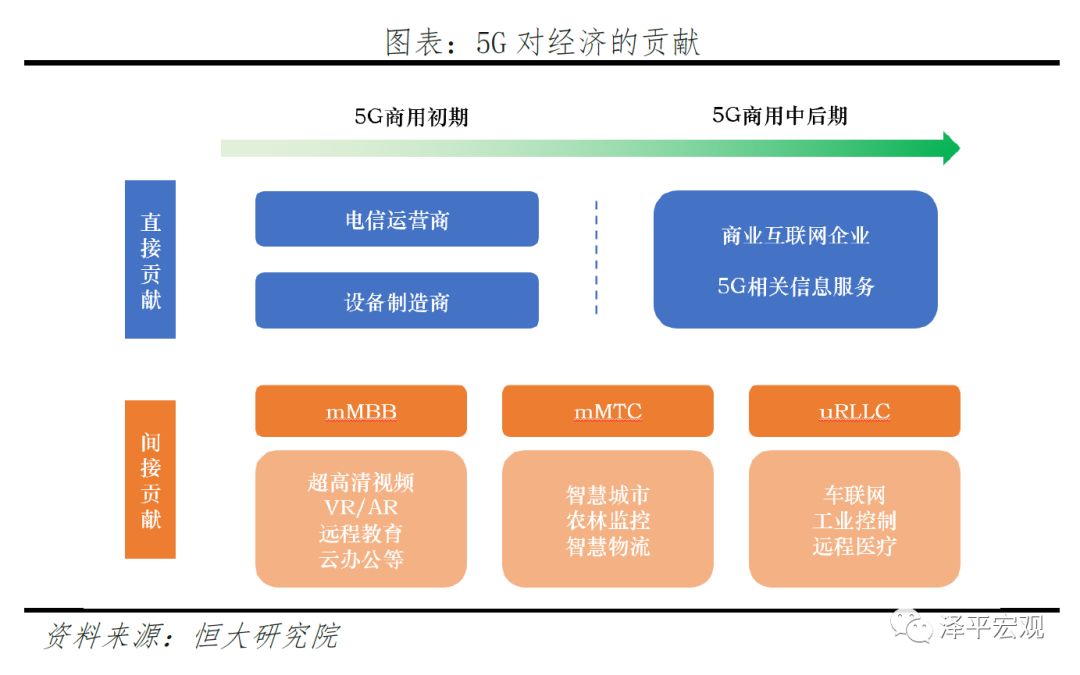 图表：5G对经济的贡献
5G商用初期
5G商用中后期
直接贡献
电信运营商
设备制造商
商业互联网企业
5G相关信息服务
间接贡献
mMBB
mMTC
uRLLC
超高清视频
VR/AR
远程教育
云办公等
智慧城市
农林监控
智慧物流
车联网
工业控制
远程医疗
资料来源：恒大研究院
泽平宏观